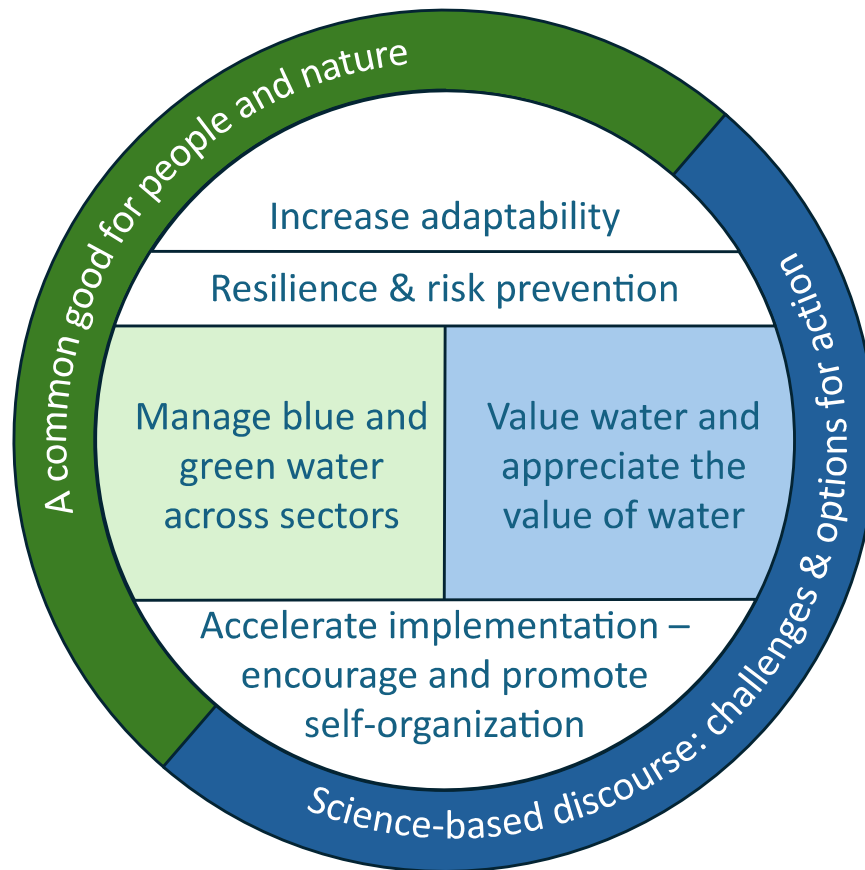 A common good for people and nature
Increase adaptability
Resilience & risk prevention
Manage blue and
green water
across sectors
Value water and
appreciate the
value of water
Accelerate implementation –
encourage and promote
self-organization
Science-based discourse: challenges & options for action